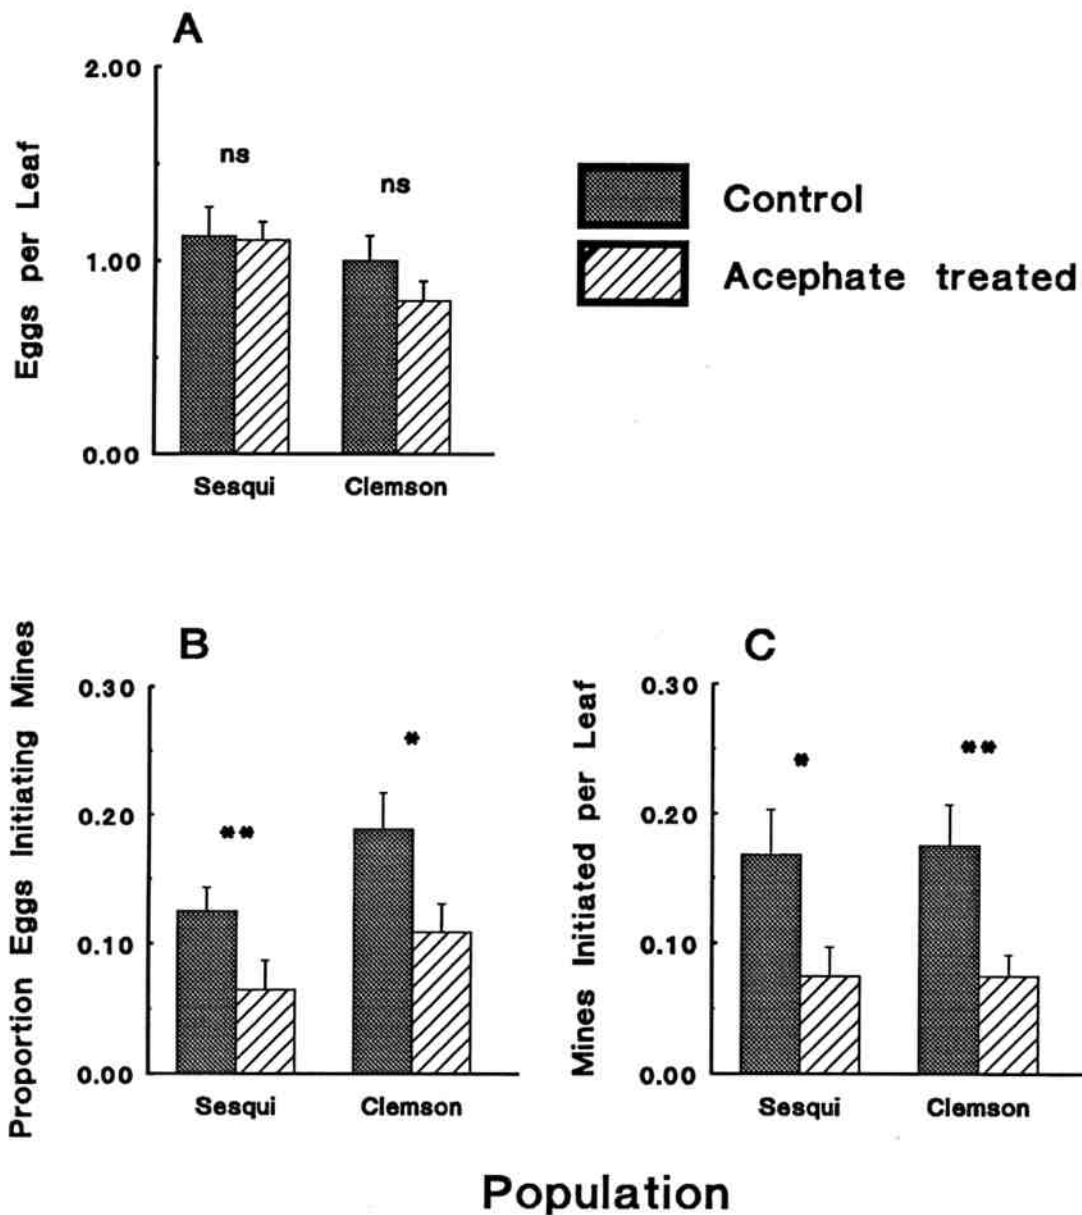 A
2.00
1.00
0.00
Eggs per Leaf
ns
ns
Sesqui
Clemson
Control
Acephate treated
B
0.30
0.20
0.10
0.00
Proportion Eggs Initiating Mines
**
*
Sesqui
Clemson
C
0.30
0.20
0.10
0.00
Mines Initiated per Leaf
*
**
Sesqui
Clemson
Population